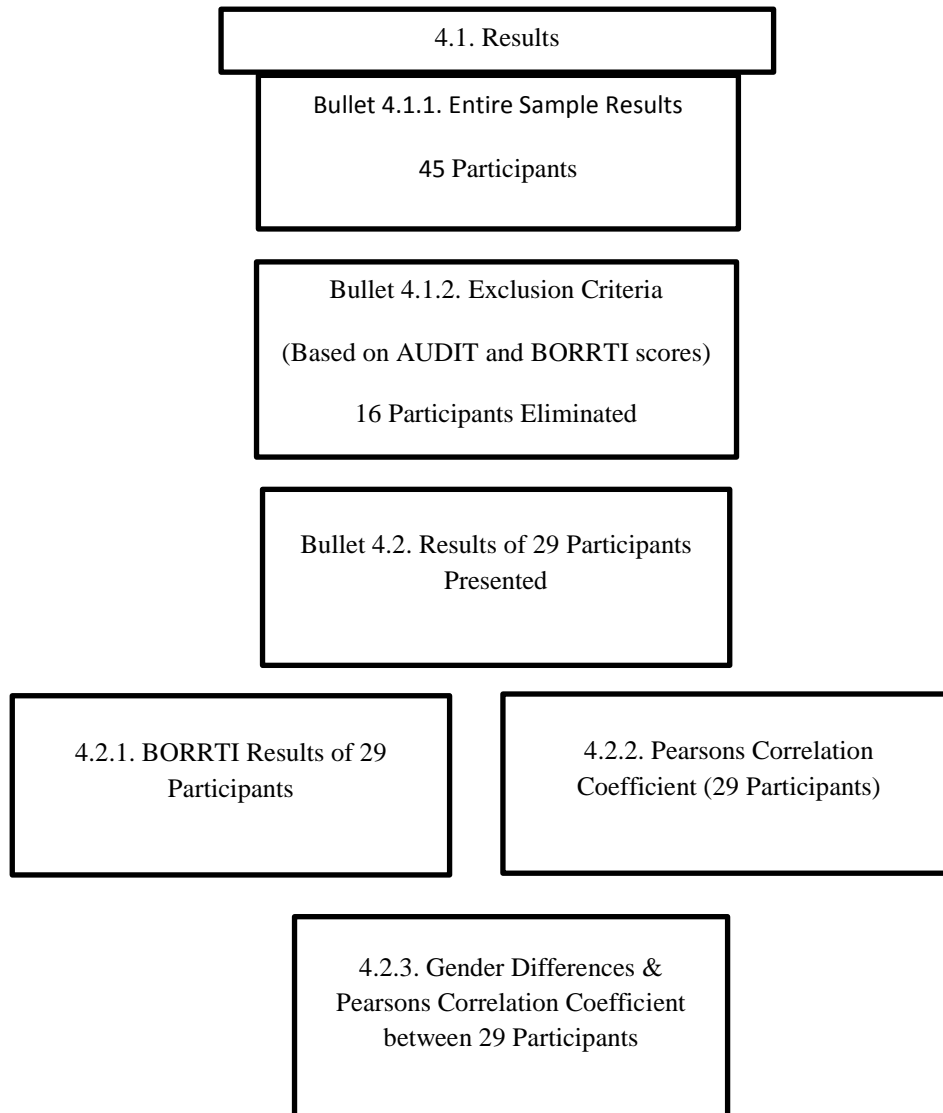 4.1. Results
Bullet 4.1.1. Entire Sample Results
45 Participants
Bullet 4.1.2. Exclusion Criteria
(Based on AUDIT and BORRTI scores)
16 Participants Eliminated
Bullet 4.2. Results of 29 Participants
Presented
4.2.1. BORRTI Results of 29
Participants
4.2.2. Pearsons Correlation
Coefficient (29 Participants)
4.2.3. Gender Differences &
Pearsons Correlation Coefficient
between 29 Participants